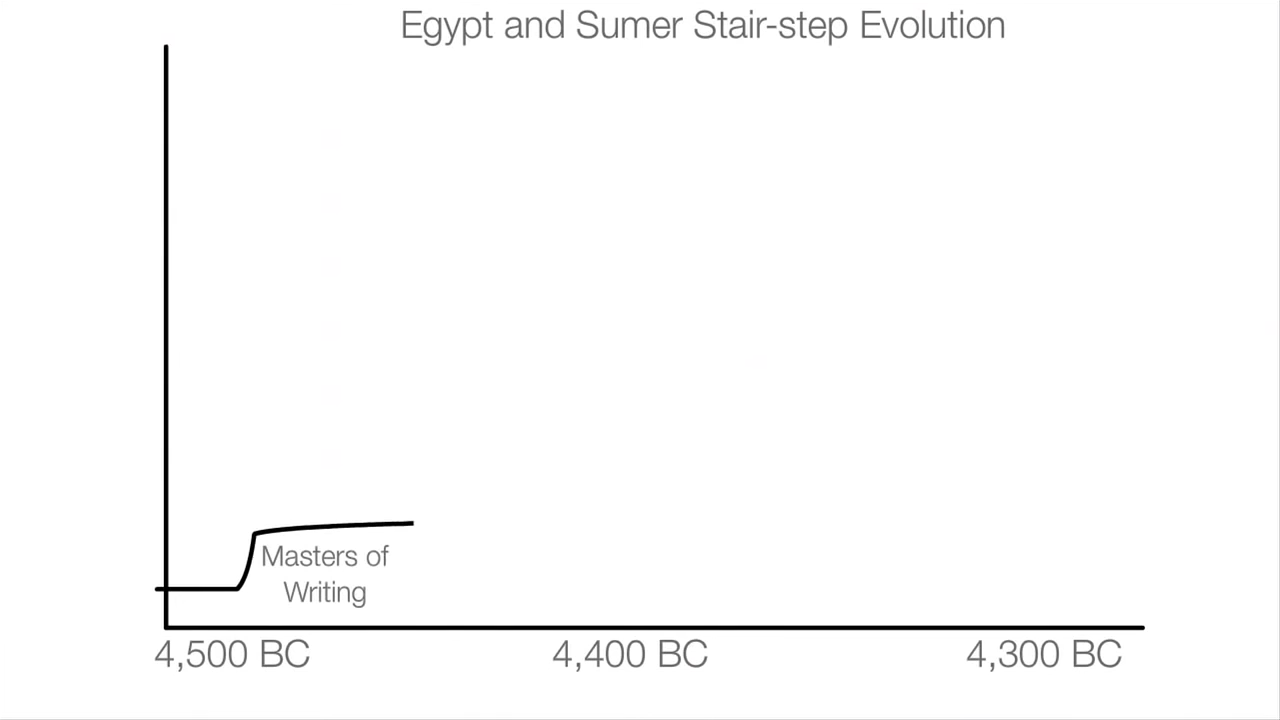 Egypt and Sumer Stair-step Evolution
Masters of
Writing
4,500 BC
4,400 BC
4,300 BC